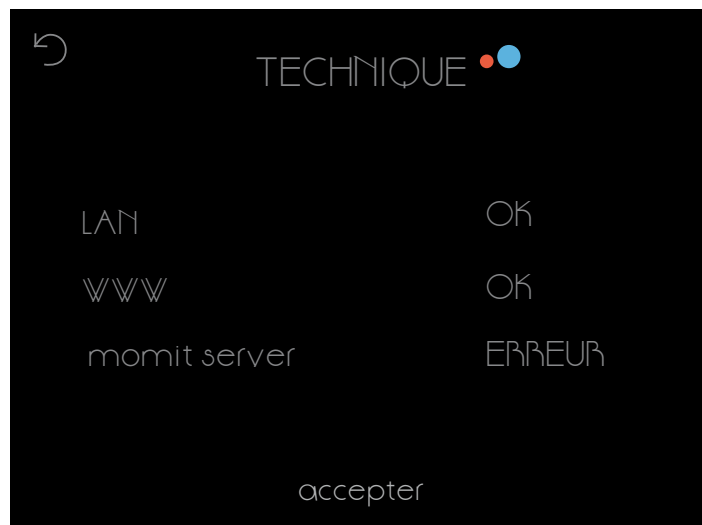 TECHNIQUE
LAN OK
WWW OK
momit server ERREUR
accepter